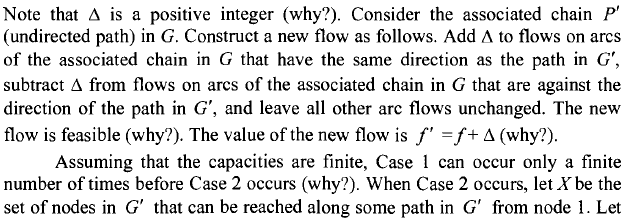 Note that Δ is a positive integer (why?). Consider the associated chain P′
(undirected path) in G. Construct a new flow as follows. Add Δ to flows on arcs
of the associated chain in G that have the same direction as the path in G′,
subtract Δ from flows on arcs of the associated chain in G that are against the
direction of the path in G′, and leave all other arc flows unchanged. The new
flow is feasible (why?). The value of the new flow is f′ =f+ Δ (why?).
Assuming that the capacities are finite, Case 1 can occur only a finite
number of times before Case 2 occurs (why?). When Case 2 occurs, let X be the
set of nodes in G′ that can be reached along some path in G′ from node 1. Let